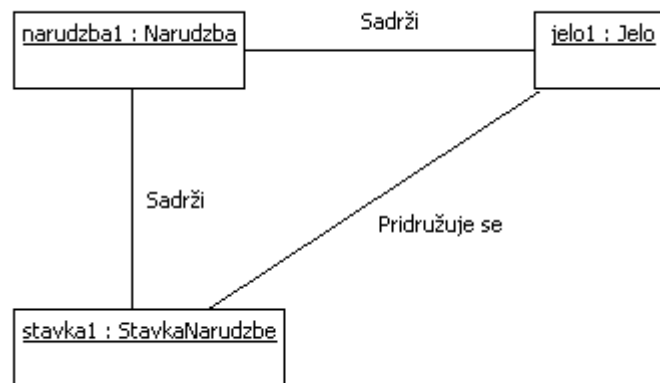 narudzba1 : Narudzba
Sadrži
jelo1 : Jelo
Sadrži
Pridružuje se
stavka1 : StavkaNarudzbe